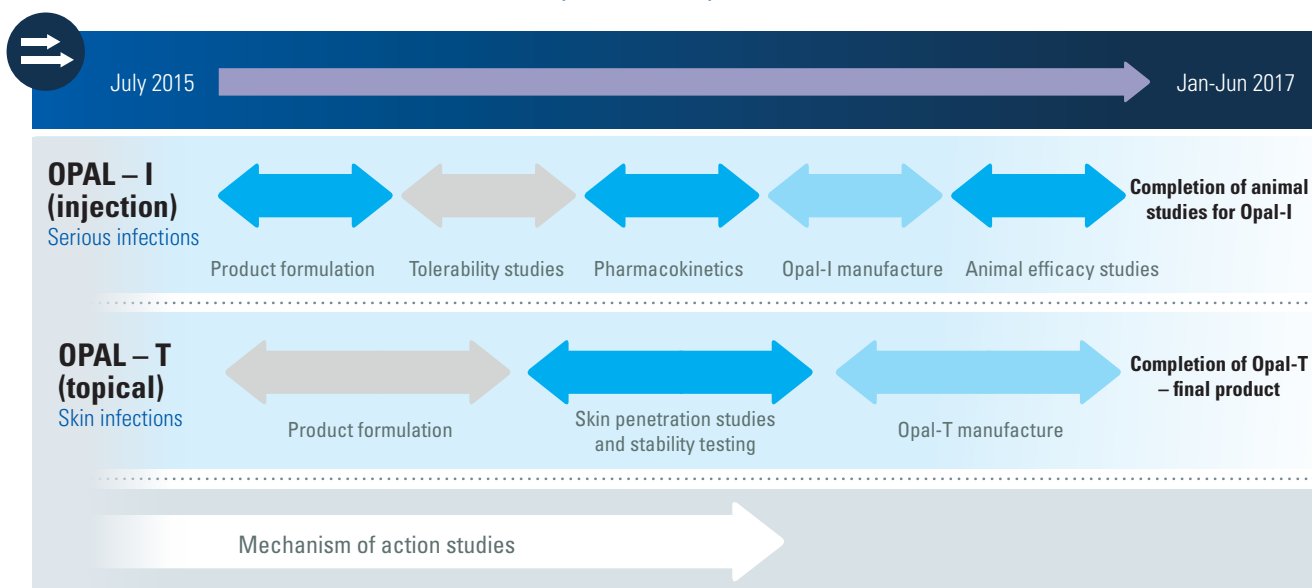 July 2015
Jan-Jun 2017
OPAL – I
(injection)
Serious infections
Completion of animal
studies for Opal-I
Product formulation
Tolerability studies
Pharmacokinetics
Opal-I manufacture
Animal efficacy studies
OPAL – T
(topical)
Skin infections
Completion of Opal-T
– final product
Product formulation
Skin penetration studies
and stability testing
Opal-T manufacture
Mechanism of action studies